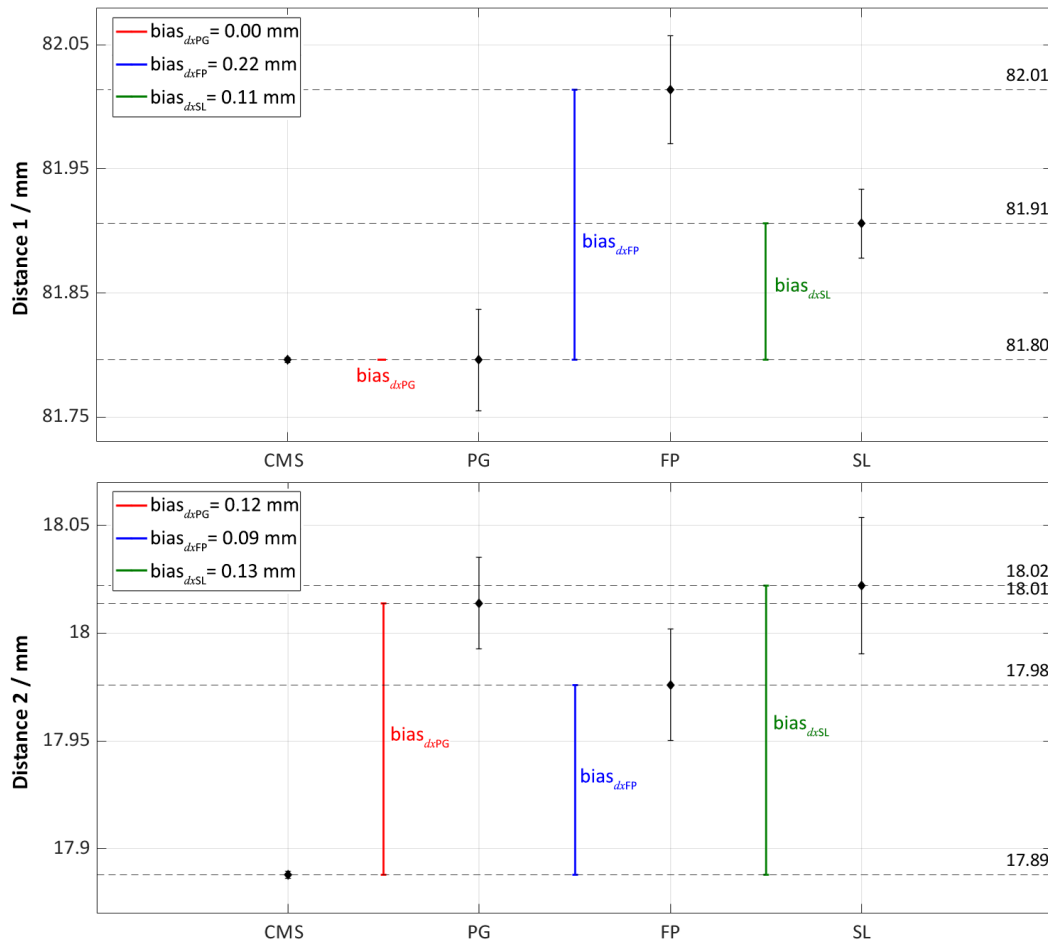 bias_dxPG = 0.00 mm
bias_dxFP = 0.22 mm
bias_dxSL = 0.11 mm
82.05
81.95
81.85
81.75
Distance 1 / mm
82.01
81.91
81.80
bias_dxFP
bias_dxSL
bias_dxPG
CMS PG FP SL
bias_dxPG = 0.12 mm
bias_dxFP = 0.09 mm
bias_dxSL = 0.13 mm
18.05
18
17.95
17.9
Distance 2 / mm
18.02
18.01
17.98
17.89
bias_dxPG
bias_dxFP
bias_dxSL
CMS PG FP SL